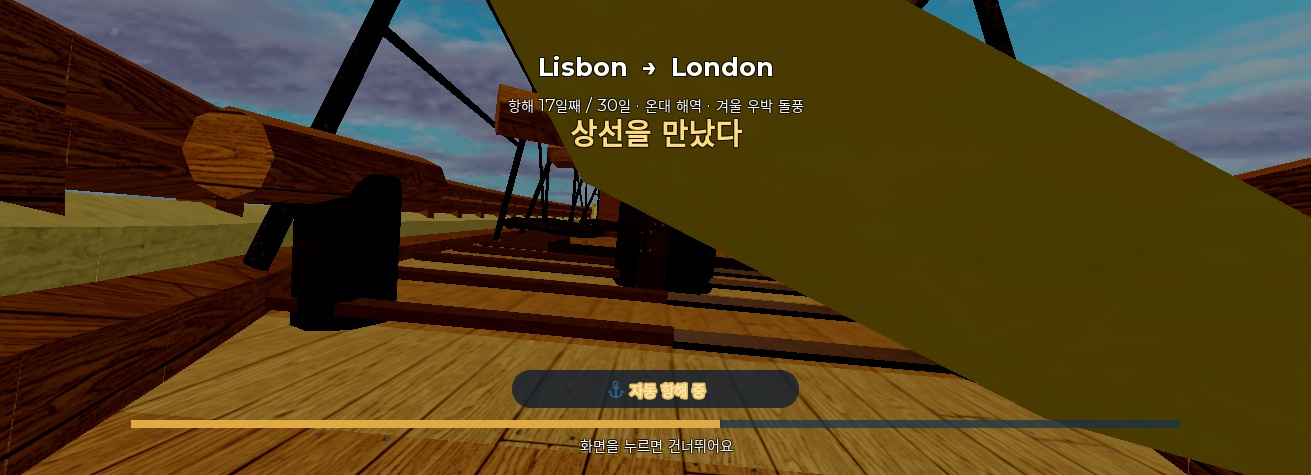 Lisbon → London
항해 17일째 / 30일 · 온대 해역 · 겨울 우박 돌풍
상선을 만났다
⚓ 자동 항해 중
화면을 누르면 건너뛰어요